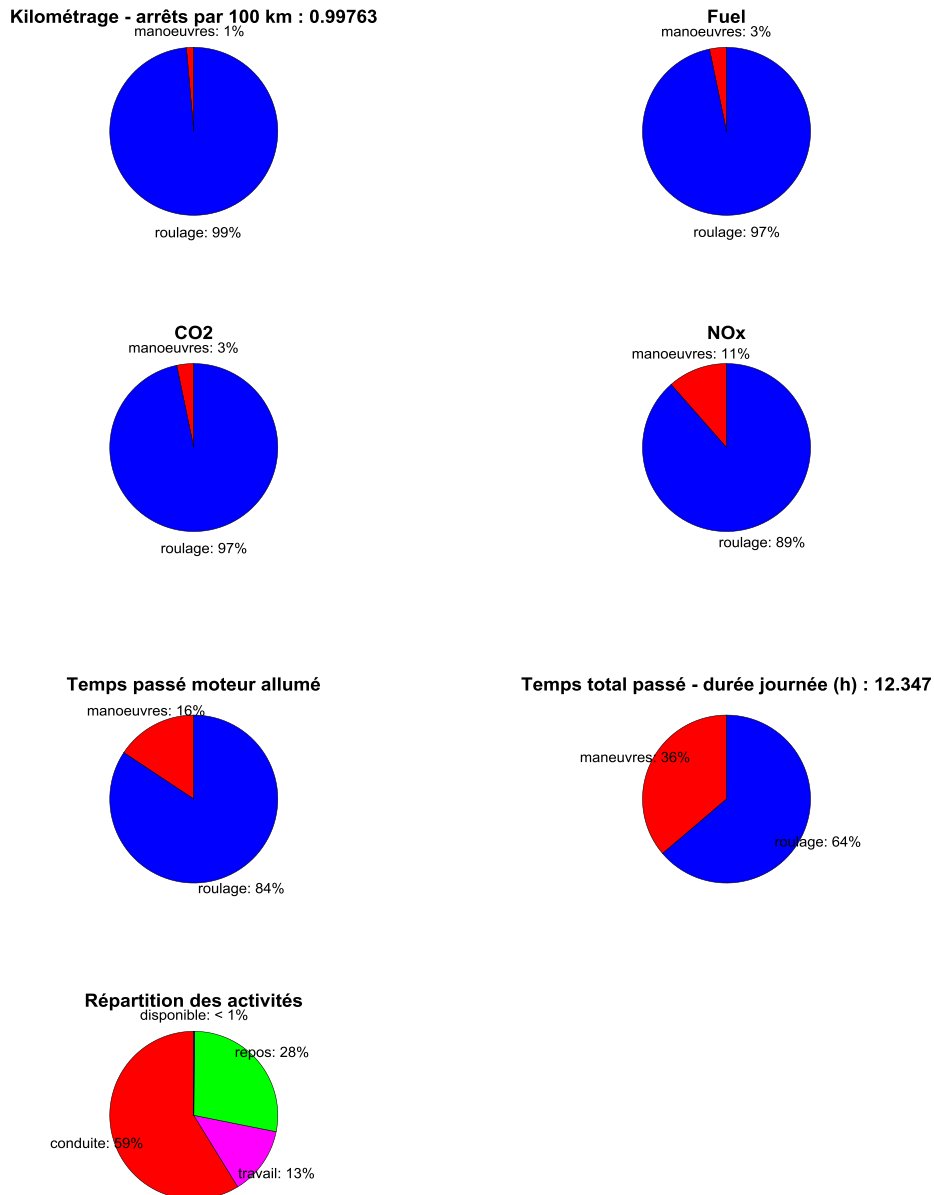 Kilométrage - arrêts par 100 km : 0.99763
manoeuvres: 1%
roulage: 99%
Fuel
manoeuvres: 3%
roulage: 97%
CO2
manoeuvres: 3%
roulage: 97%
NOx
manoeuvres: 11%
roulage: 89%
Temps passé moteur allumé
manoeuvres: 16%
roulage: 84%
Temps total passé - durée journée (h) : 12.347
maneuvres: 36%
roulage: 64%
Répartition des activités
disponible: < 1%
repos: 28%
conduite: 59%
travail: 13%